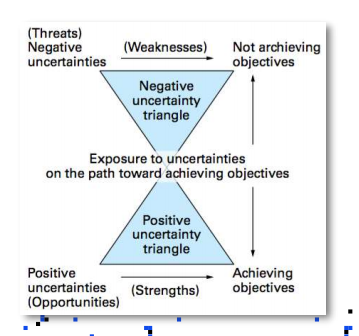 (Threats)
Negative
uncertainties
(Weaknesses)
Not archieving
objectives
Negative
uncertainty
triangle
Exposure to uncertainties
on the path toward achieving objectives
Positive
uncertainty
triangle
Positive
uncertainties
(Opportunities)
(Strengths)
Achieving
objectives